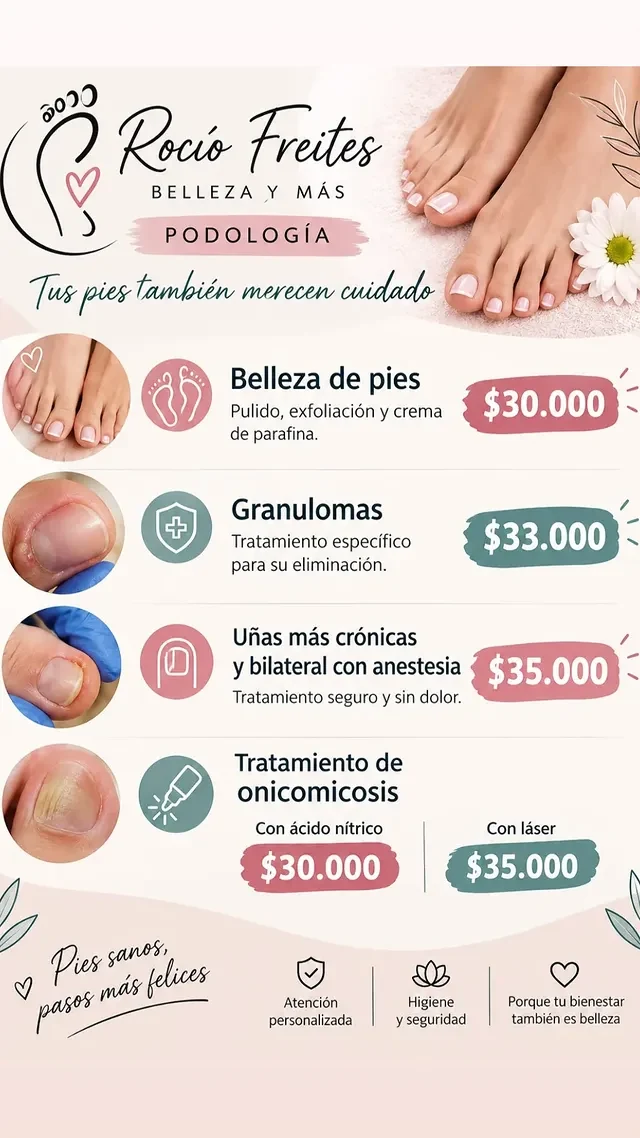 Rocío Freites
BELLEZA Y MÁS
PODOLOGÍA
Tus pies también merecen cuidado
Belleza de pies
Pulido, exfoliación y crema
de parafina.
$30.000
Granulomas
Tratamiento específico
para su eliminación.
$33.000
Uñas más crónicas
y bilateral con anestesia
Tratamiento seguro y sin dolor.
$35.000
Tratamiento de
onicomicosis
Con ácido nítrico
$30.000
Con láser
$35.000
Pies sanos,
pasos más felices
Atención
personalizada
Higiene
y seguridad
Porque tu bienestar
también es belleza